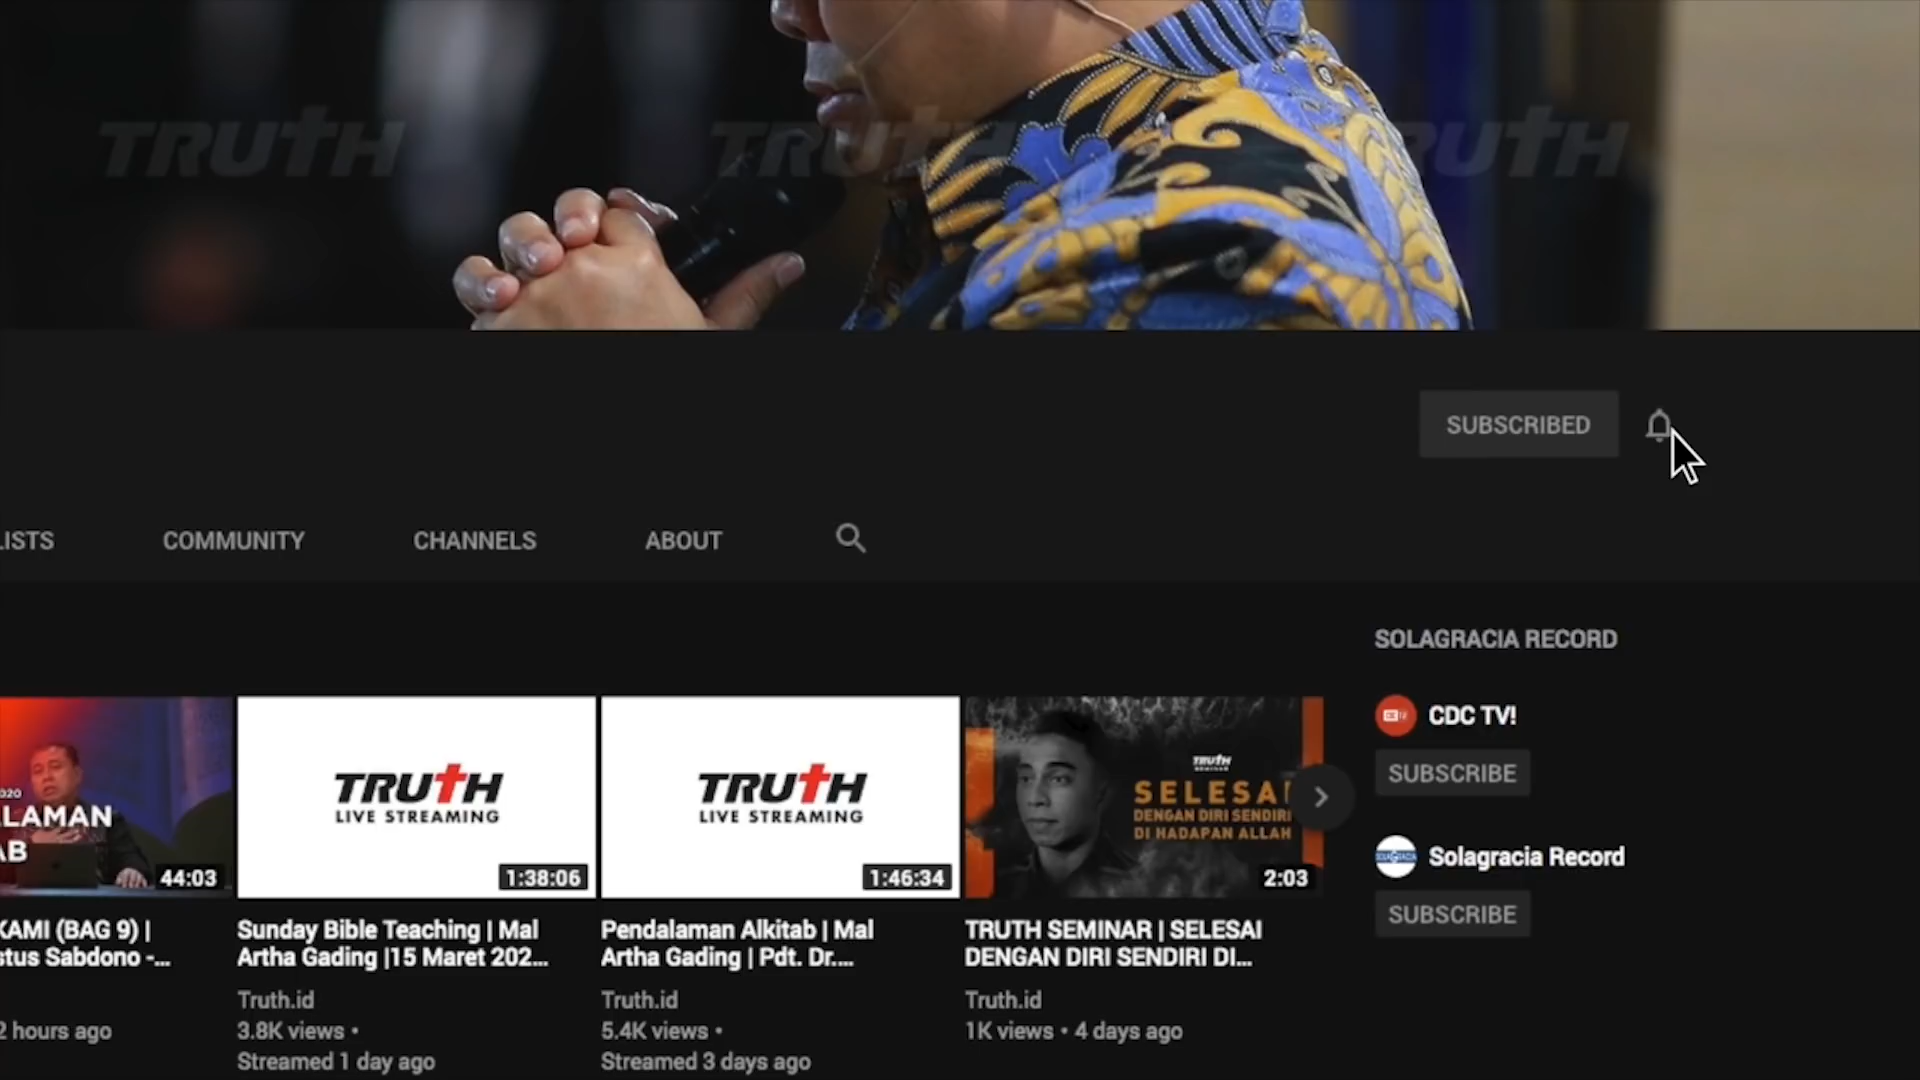 TRUTH TRUTH TRUTH
SUBSCRIBED
LISTS COMMUNITY CHANNELS ABOUT
SOLAGRACIA RECORD
CDC TV!
SUBSCRIBE
Solagracia Record
SUBSCRIBE
2020
LAMAN
AB
44:03
TRUTH
LIVE STREAMING
1:38:06
TRUTH
LIVE STREAMING
1:46:34
TRUTH
SEMINAR
SELESAI
DENGAN DIRI SENDIRI
DI HADAPAN ALLAH
2:03
KAMI (BAG 9) |
stus Sabdono -...
2 hours ago
Sunday Bible Teaching | Mal
Artha Gading |15 Maret 202...
Truth.id
3.8K views •
Streamed 1 day ago
Pendalaman Alkitab | Mal
Artha Gading | Pdt. Dr....
Truth.id
5.4K views •
Streamed 3 days ago
TRUTH SEMINAR | SELESAI
DENGAN DIRI SENDIRI DI...
Truth.id
1K views • 4 days ago